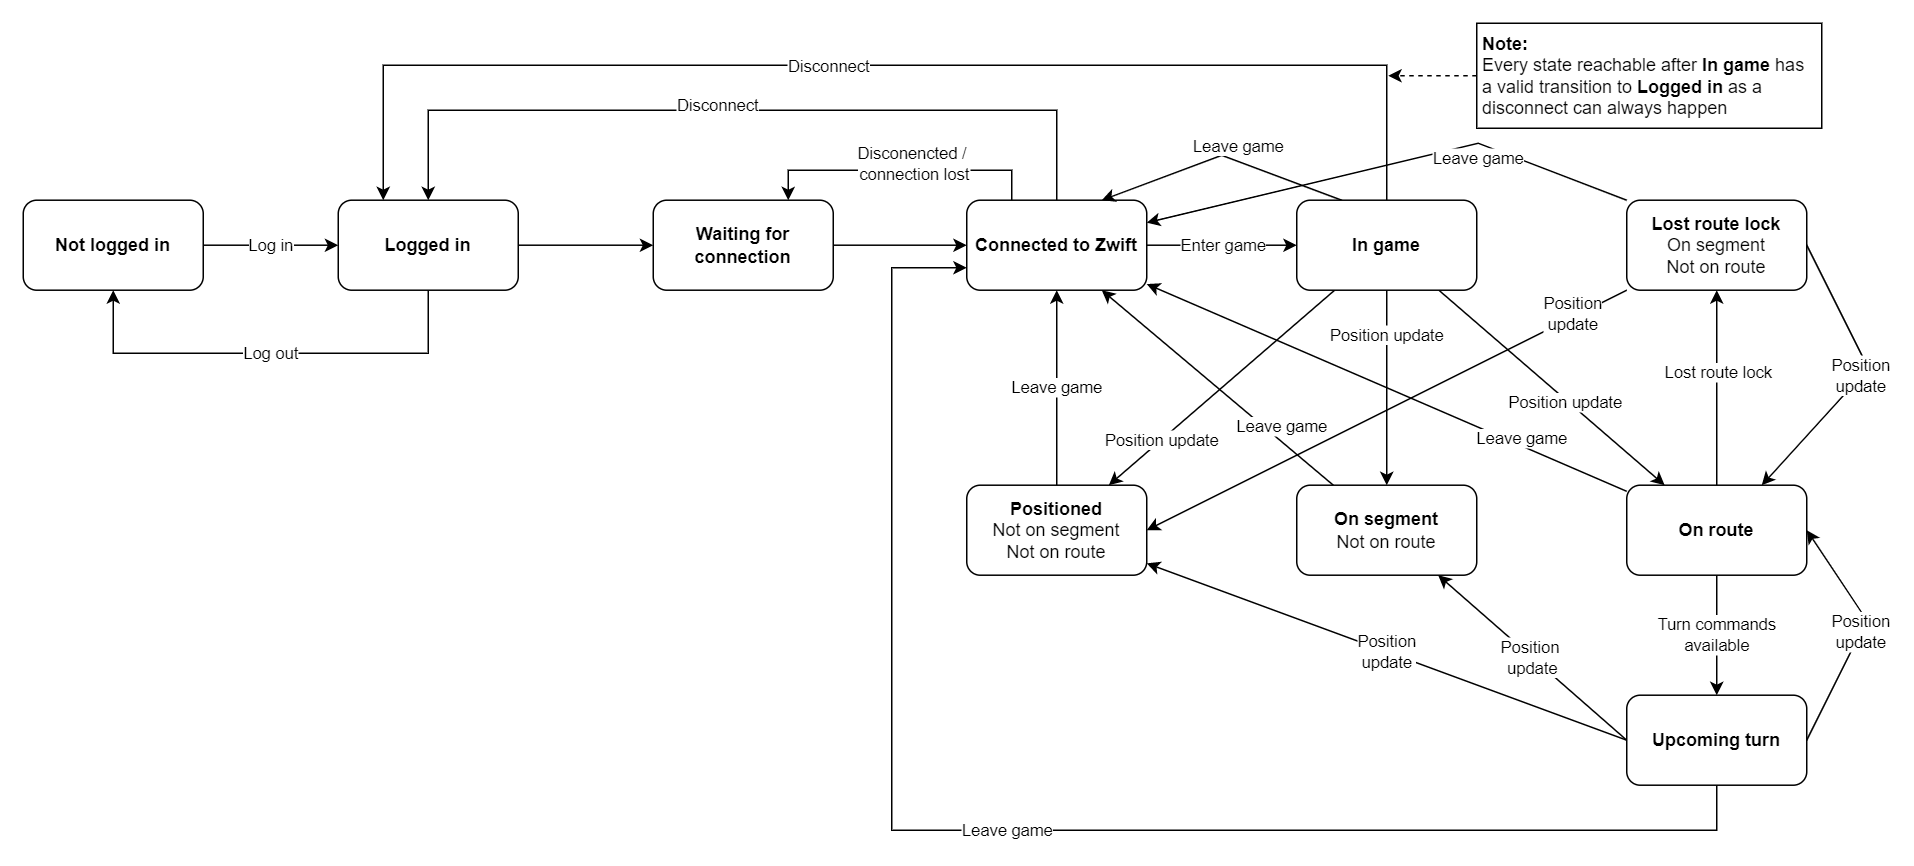 Note:
Every state reachable after In game has
a valid transition to Logged in as a
disconnect can always happen
Disconnect
Disconnect
Disconencted /
connection lost
Leave game
Leave game
Not logged in
Log in
Logged in
Waiting for
connection
Connected to Zwift
Enter game
In game
Lost route lock
On segment
Not on route
Log out
Position
update
Position update
Leave game
Lost route lock
Position
update
Position update
Position update
Leave game
Leave game
Positioned
Not on segment
Not on route
On segment
Not on route
On route
Position
update
Position
update
Turn commands
available
Position
update
Upcoming turn
Leave game